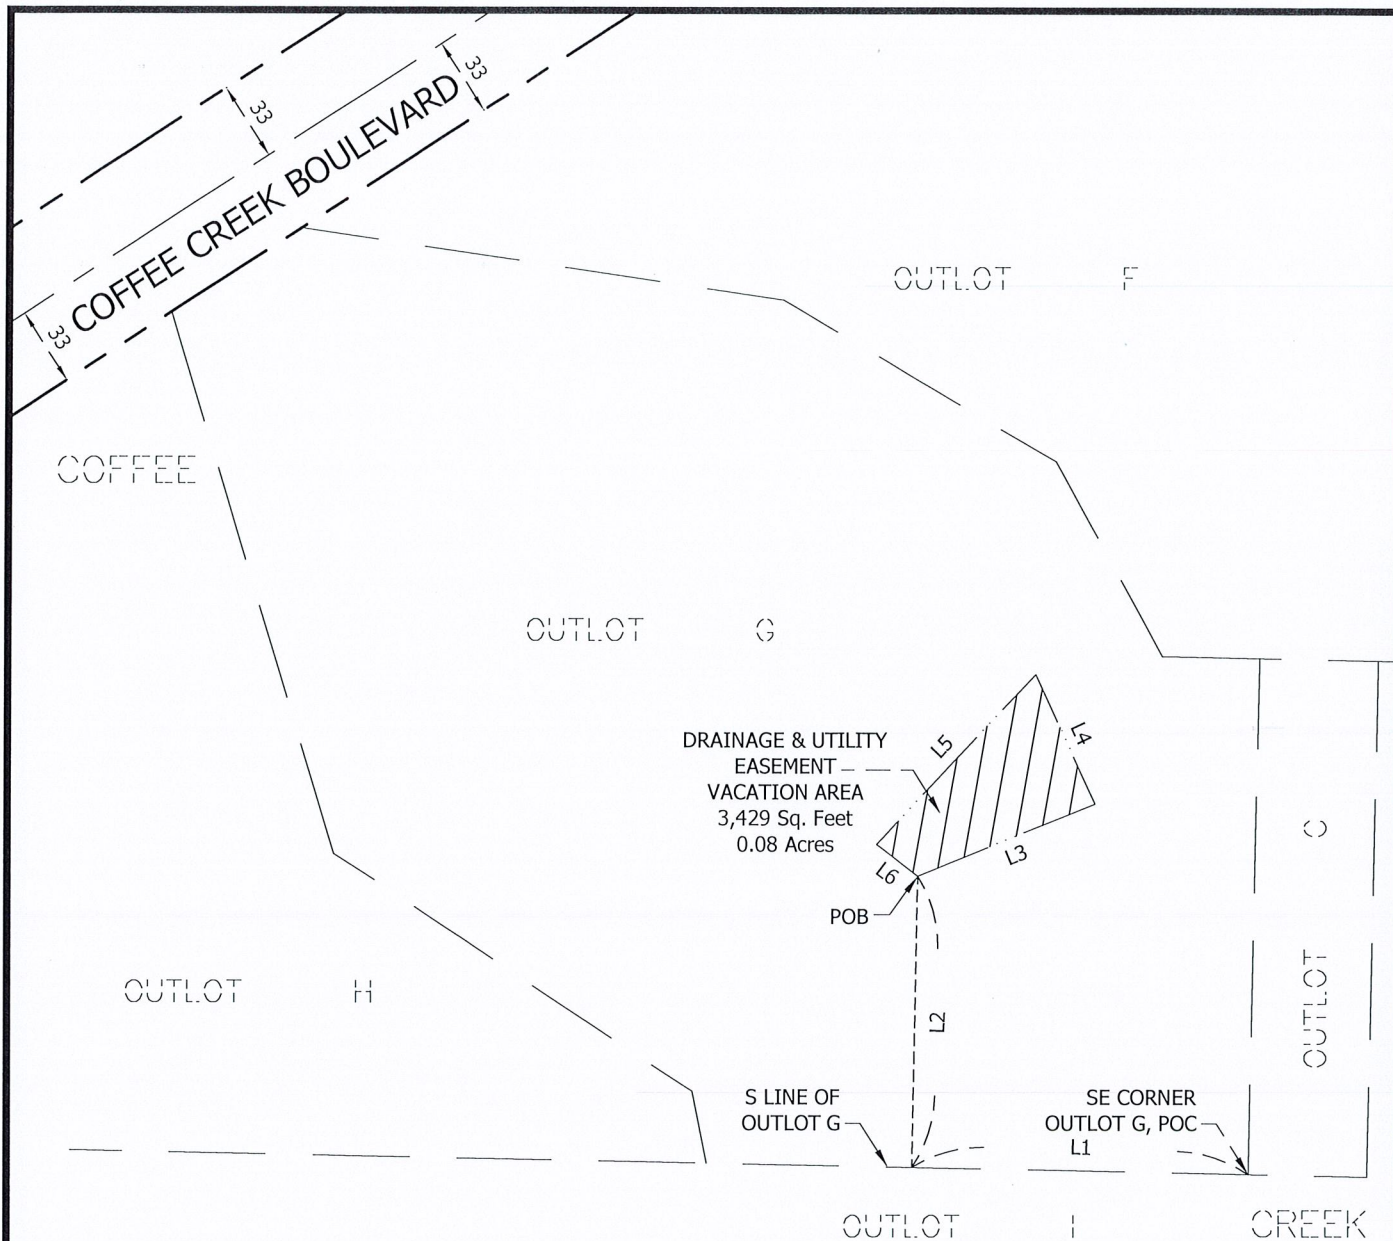 33
33
COFFEE CREEK BOULEVARD
33
OUTLOT F
COFFEE
OUTLOT G
DRAINAGE & UTILITY
EASEMENT
VACATION AREA
3,429 Sq. Feet
0.08 Acres
L5
L4
L3
L6
POB
OUTLOT C
OUTLOT H
L2
S LINE OF
OUTLOT G
SE CORNER
OUTLOT G, POC
L1
OUTLOT I
CREEK